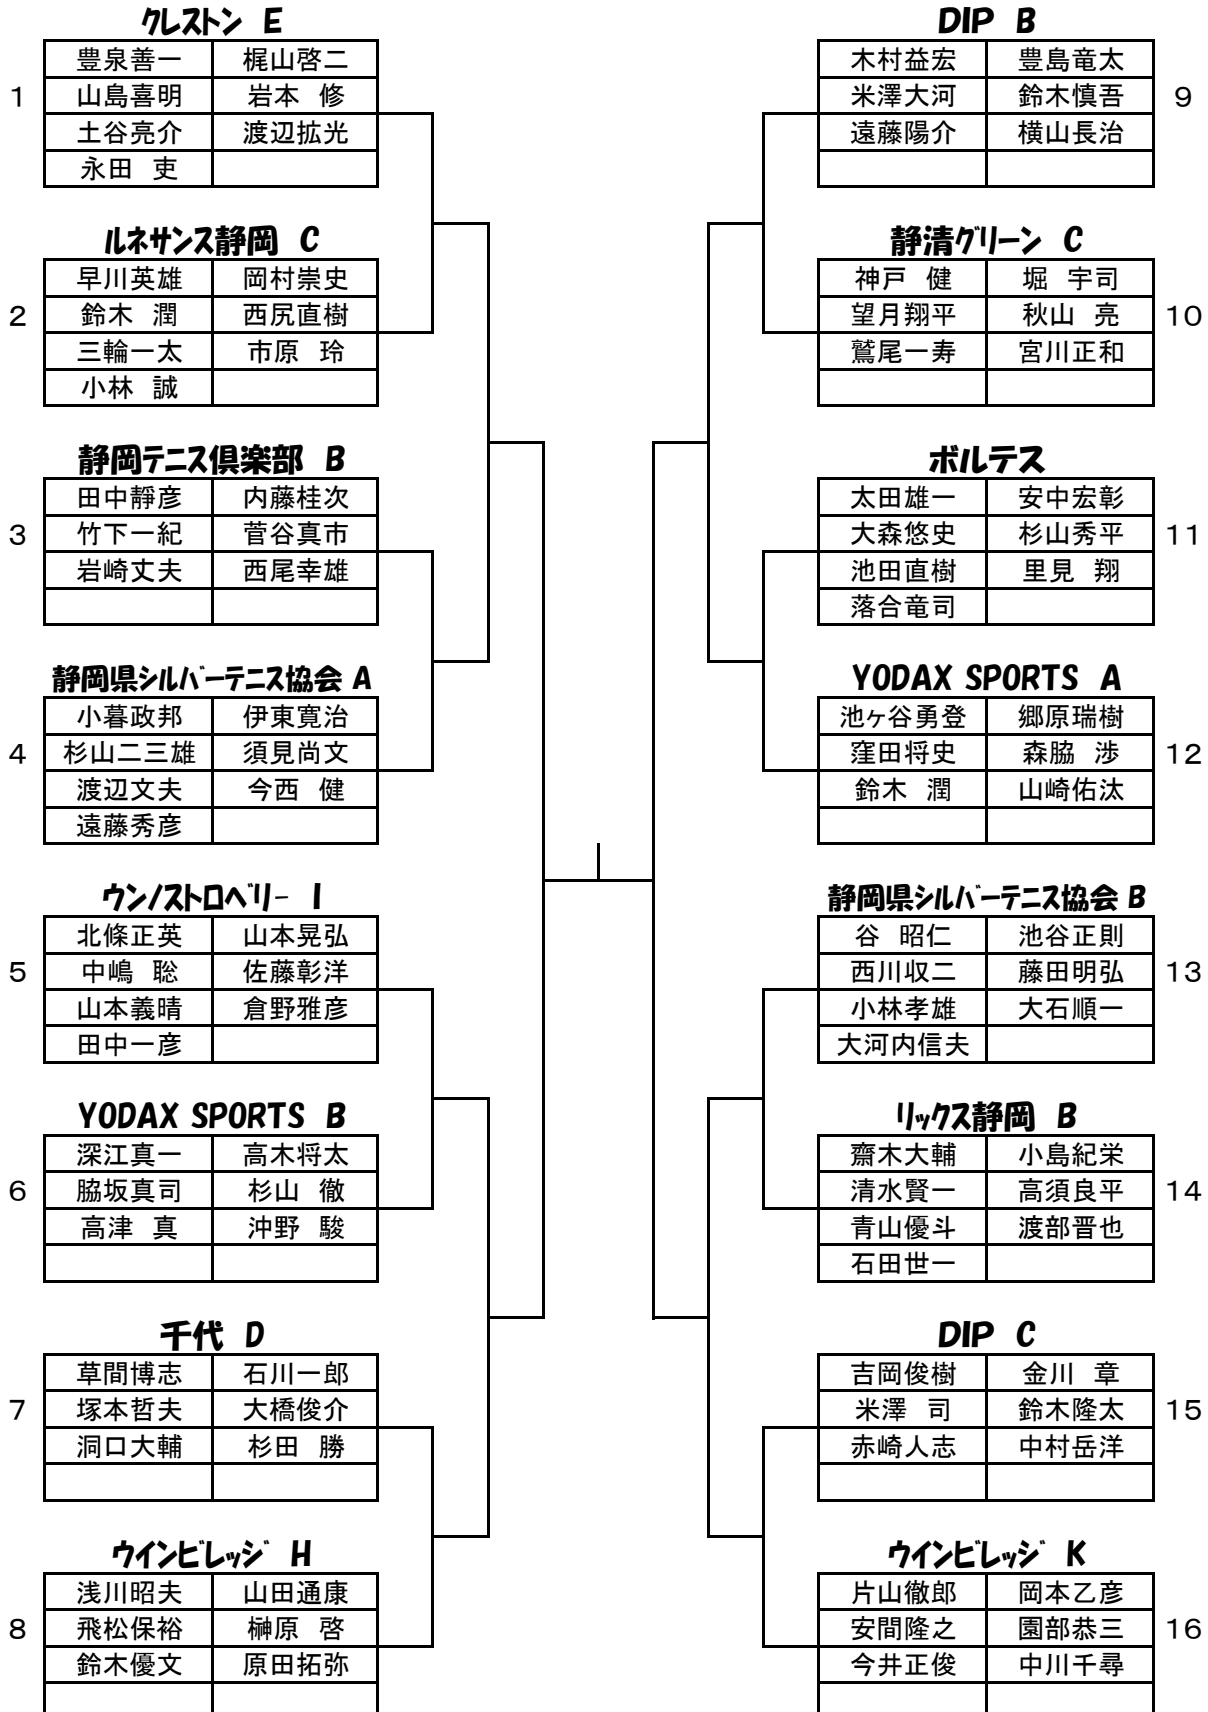 クレストン E
1
豊泉善一 梶山啓二
山島喜明 岩本 修
土谷亮介 渡辺拡光
永田 吏
ルネサンス静岡 C
2
早川英雄 岡村崇史
鈴木 潤 西尻直樹
三輪一太 市原 玲
小林 誠
静岡テニス倶楽部 B
3
田中靜彦 内藤桂次
竹下一紀 菅谷真市
岩崎丈夫 西尾幸雄
静岡県シルバーテニス協会 A
4
小暮政邦 伊東寛治
杉山二三雄 須見尚文
渡辺文夫 今西 健
遠藤秀彦
ウンノストロベリー I
5
北條正英 山本晃弘
中嶋 聡 佐藤彰洋
山本義晴 倉野雅彦
田中一彦
YODAX SPORTS B
6
深江真一 高木将太
脇坂真司 杉山 徹
高津 真 沖野 駿
千代 D
7
草間博志 石川一郎
塚本哲夫 大橋俊介
洞口大輔 杉田 勝
ウインビレッジ H
8
浅川昭夫 山田通康
飛松保裕 榊原 啓
鈴木優文 原田拓弥
DIP B
9
木村益宏 豊島竜太
米澤大河 鈴木慎吾
遠藤陽介 横山長治
静清グリーン C
10
神戸 健 堀 宇司
望月翔平 秋山 亮
鷲尾一寿 宮川正和
ボルテス
11
太田雄一 安中宏彰
大森悠史 杉山秀平
池田直樹 里見 翔
落合竜司
YODAX SPORTS A
12
池ヶ谷勇登 郷原瑞樹
窪田将史 森脇 渉
鈴木 潤 山崎佑汰
静岡県シルバーテニス協会 B
13
谷 昭仁 池谷正則
西川収二 藤田明弘
小林孝雄 大石順一
大河内信夫
リックス静岡 B
14
齋木大輔 小島紀栄
清水賢一 高須良平
青山優斗 渡部晋也
石田世一
DIP C
15
吉岡俊樹 金川 章
米澤 司 鈴木隆太
赤崎人志 中村岳洋
ウインビレッジ K
16
片山徹郎 岡本乙彦
安間隆之 園部恭三
今井正俊 中川千尋